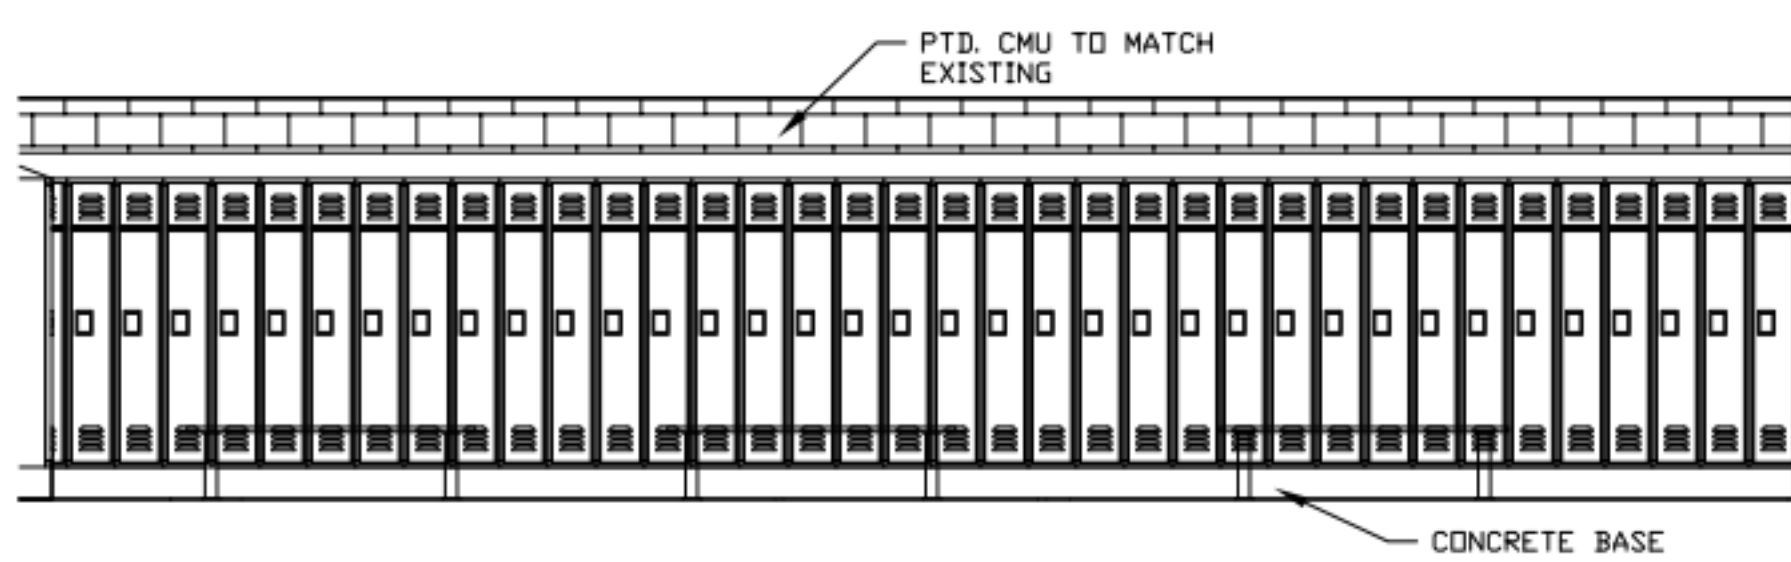 PTD. CMU TO MATCH
EXISTING
CONCRETE BASE